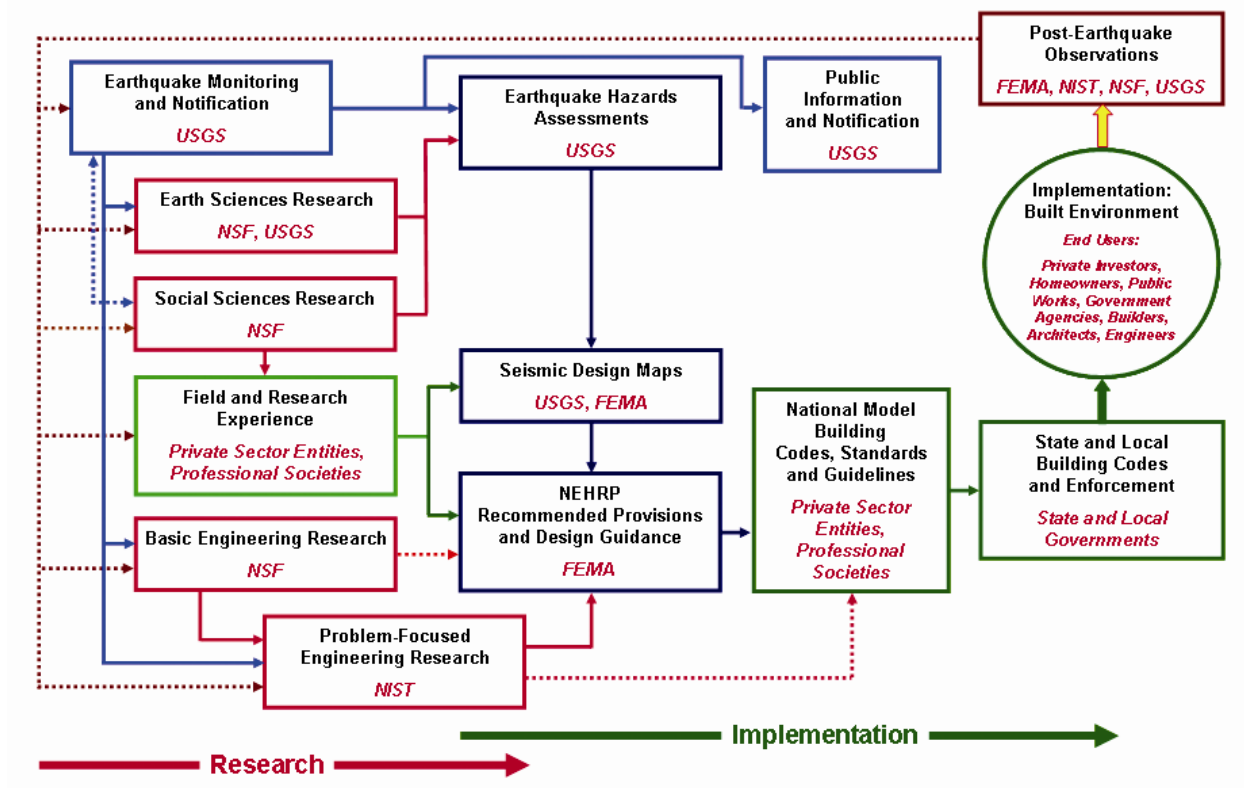 Post-Earthquake
Observations
FEMA, NIST, NSF, USGS
Earthquake Monitoring
and Notification
USGS
Earthquake Hazards
Assessments
USGS
Public
Information
and Notification
USGS
Earth Sciences Research
NSF, USGS
Implementation:
Built Environment
End Users:
Private Investors,
Homeowners, Public
Works, Government
Agencies, Builders,
Architects, Engineers
Social Sciences Research
NSF
Field and Research
Experience
Private Sector Entities,
Professional Societies
Seismic Design Maps
USGS, FEMA
National Model
Building
Codes, Standards
and Guidelines
Private Sector
Entities,
Professional
Societies
State and Local
Building Codes
and Enforcement
State and Local
Governments
NEHRP
Recommended Provisions
and Design Guidance
FEMA
Basic Engineering Research
NSF
Problem-Focused
Engineering Research
NIST
Implementation
Research